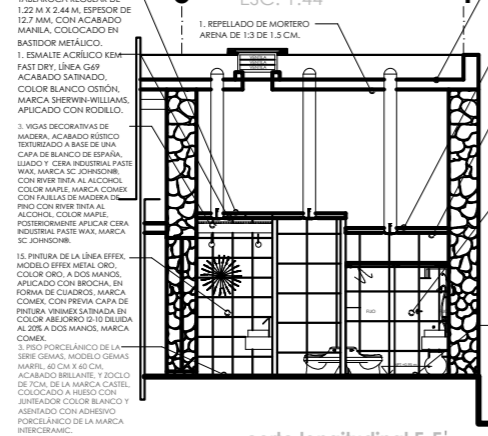 TABLAROCA REGULAR DE
1.22 M X 2.44 M, ESPESOR DE
12.7 MM, CON ACABADO
MANILA, COLOCADO EN
BASTIDOR METÁLICO.
1. ESMALTE ACRÍLICO KEM
FAST DRY, LÍNEA G69
ACABADO SATINADO,
COLOR BLANCO OSTIÓN,
MARCA SHERWIN-WILLIAMS,
APLICADO CON RODILLO.
3. VIGAS DECORATIVAS DE
MADERA, ACABADO RÚSTICO
TEXTURIZADO A BASE DE UNA
CAPA DE BLANCO DE ESPAÑA,
LIJADO Y CERA INDUSTRIAL PASTE
WAX, MARCA SC JOHNSON®,
CON RIVER TINTA AL ALCOHOL
COLOR MAPLE, MARCA COMEX
CON FAJILLAS DE MADERA DE
PINO CON RIVER TINTA AL
ALCOHOL, COLOR MAPLE,
POSTERIORMENTE APLICAR CERA
INDUSTRIAL PASTE WAX, MARCA
SC JOHNSON®.
15. PINTURA DE LA LÍNEA EFFEX,
MODELO EFFEX METAL ORO,
COLOR ORO, A DOS MANOS,
APLICADO CON BROCHA, EN
FORMA DE CUADROS, MARCA
COMEX, CON PREVIA CAPA DE
PINTURA VINIMEX SATINADA EN
COLOR ABEJORRO I2-10 DILUIDA
AL 20% A DOS MANOS, MARCA
COMEX.
3. PISO PORCELÁNICO DE LA
SERIE GEMAS, MODELO GEMAS
MARFIL, 60 CM X 60 CM,
ACABADO BRILLANTE, Y ZOCLO
DE 7CM, DE LA MARCA CASTEL,
COLOCADO A HUESO CON
JUNTEADOR COLOR BLANCO Y
ASENTADO CON ADHESIVO
PORCELÁNICO DE LA MARCA
INTERCERAMIC.
ESC. 1:44
1. REPELLADO DE MORTERO
ARENA DE 1:3 DE 1.5 CM.
FIJO
corte longitudinal 5-5'